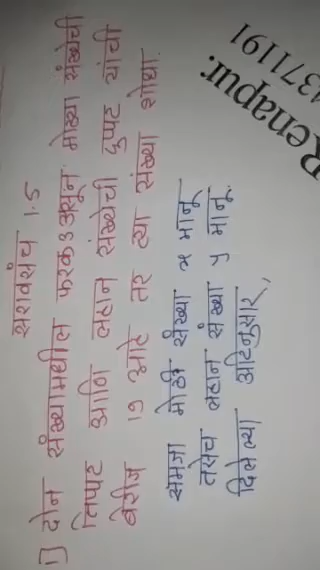 सरावसंच 1.5
1) दोन संख्यामधील फरक 3 असून मोठ्या संख्येची
तिप्पट आणि लहान संख्येची दुप्पट यांची
बेरीज 19 आहे तर त्या संख्या शोधा.
समजा मोठी संख्या x मानू
तसेच लहान संख्या y मानू.
दिलेल्या अटिनुसार,
Renapur.
4371191